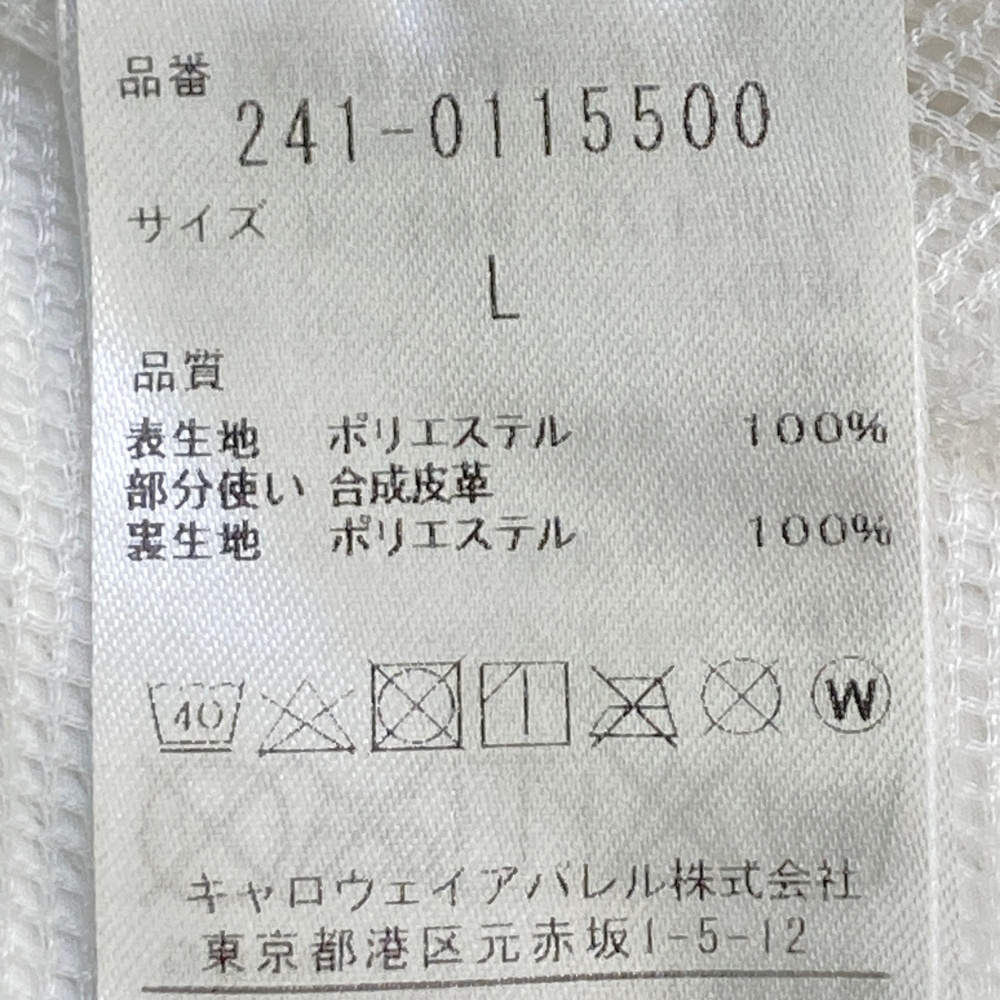 品番
241-0115500
サイズ
L
品質
表生地 ポリエステル 100%
部分使い 合成皮革
裏生地 ポリエステル 100%
40 W
キャロウェイアパレル株式会社
東京都港区元赤坂1-5-12